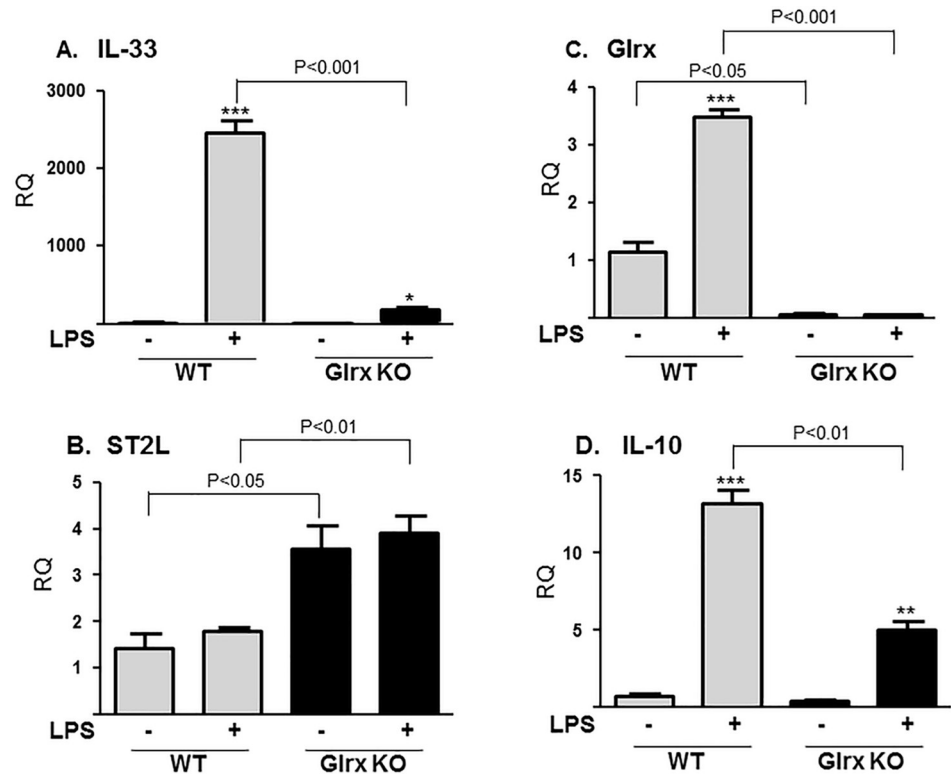 A. IL-33
P<0.001
3000
2000
1000
RQ
***
*
LPS - + - +
WT Glrx KO
C. Glrx
P<0.001
P<0.05
4
3
2
1
RQ
***
LPS - + - +
WT Glrx KO
B. ST2L
P<0.01
P<0.05
5
4
3
2
1
RQ
LPS - + - +
WT Glrx KO
D. IL-10
P<0.01
15
10
5
RQ
***
**
LPS - + - +
WT Glrx KO